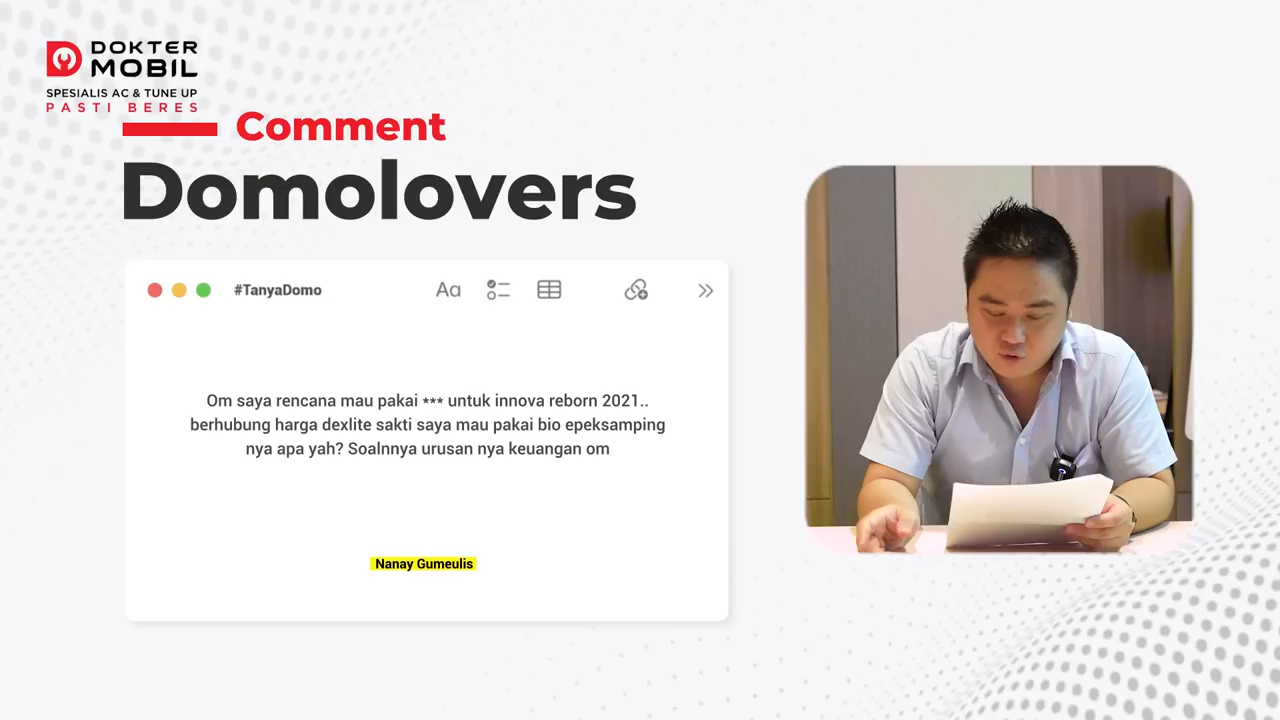 DOKTER
MOBIL
SPESIALIS AC & TUNE UP
PASTI BERES
Comment
Domolovers
#TanyaDomo
Aa
Om saya rencana mau pakai *** untuk innova reborn 2021..
berhubung harga dexlite sakti saya mau pakai bio epeksamping
nya apa yah? Soalnnya urusan nya keuangan om
Nanay Gumeulis